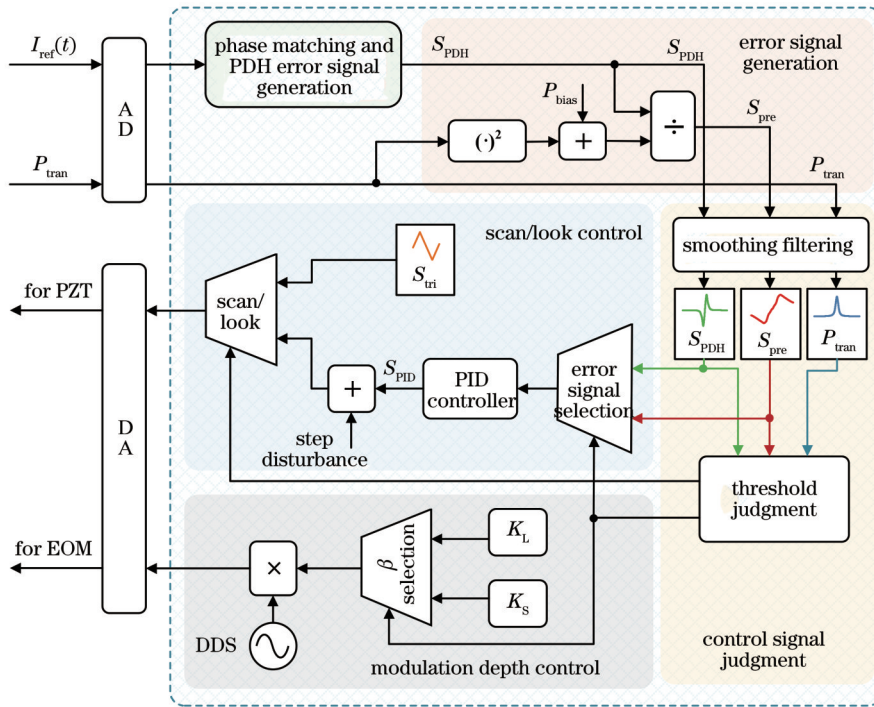 I_ref(t)
phase matching and
PDH error signal
generation
S_PDH
S_PDH
error signal
generation
A
D
P_bias
(·)²
+
÷
S_pre
P_tran
P_tran
smoothing filtering
scan/look control
S_tri
scan/
look
for PZT
S_PDH
S_pre
P_tran
S_PID
+
PID
controller
error
signal
selection
step
disturbance
D
A
threshold
judgment
for EOM
×
β
selection
K_L
K_S
DDS
modulation depth control
control signal
judgment